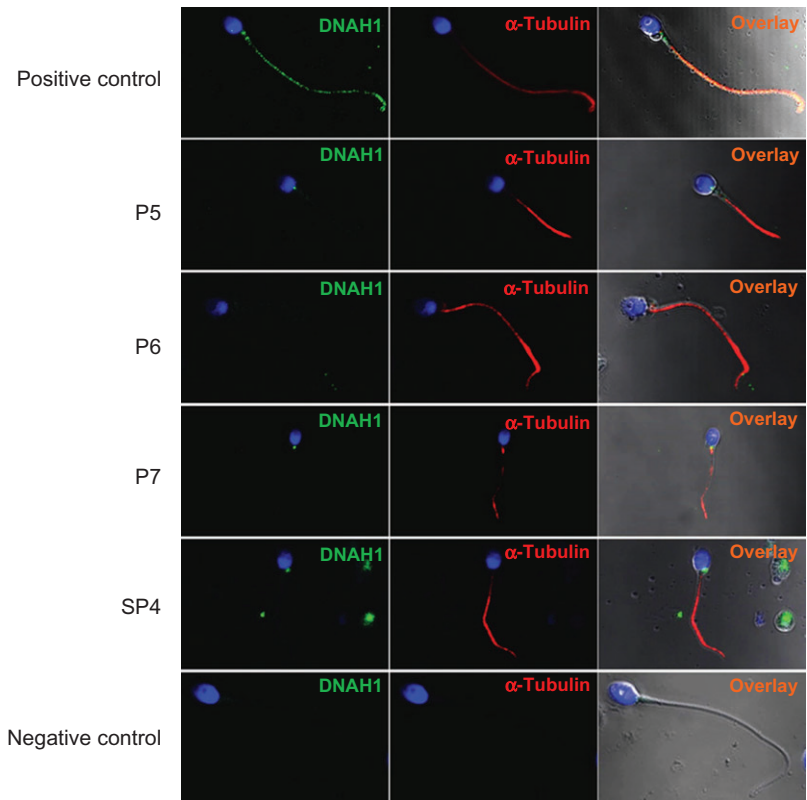 DNAH1 α-Tubulin Overlay
Positive control
DNAH1 α-Tubulin Overlay
P5
DNAH1 α-Tubulin Overlay
P6
DNAH1 α-Tubulin Overlay
P7
DNAH1 α-Tubulin Overlay
SP4
DNAH1 α-Tubulin Overlay
Negative control